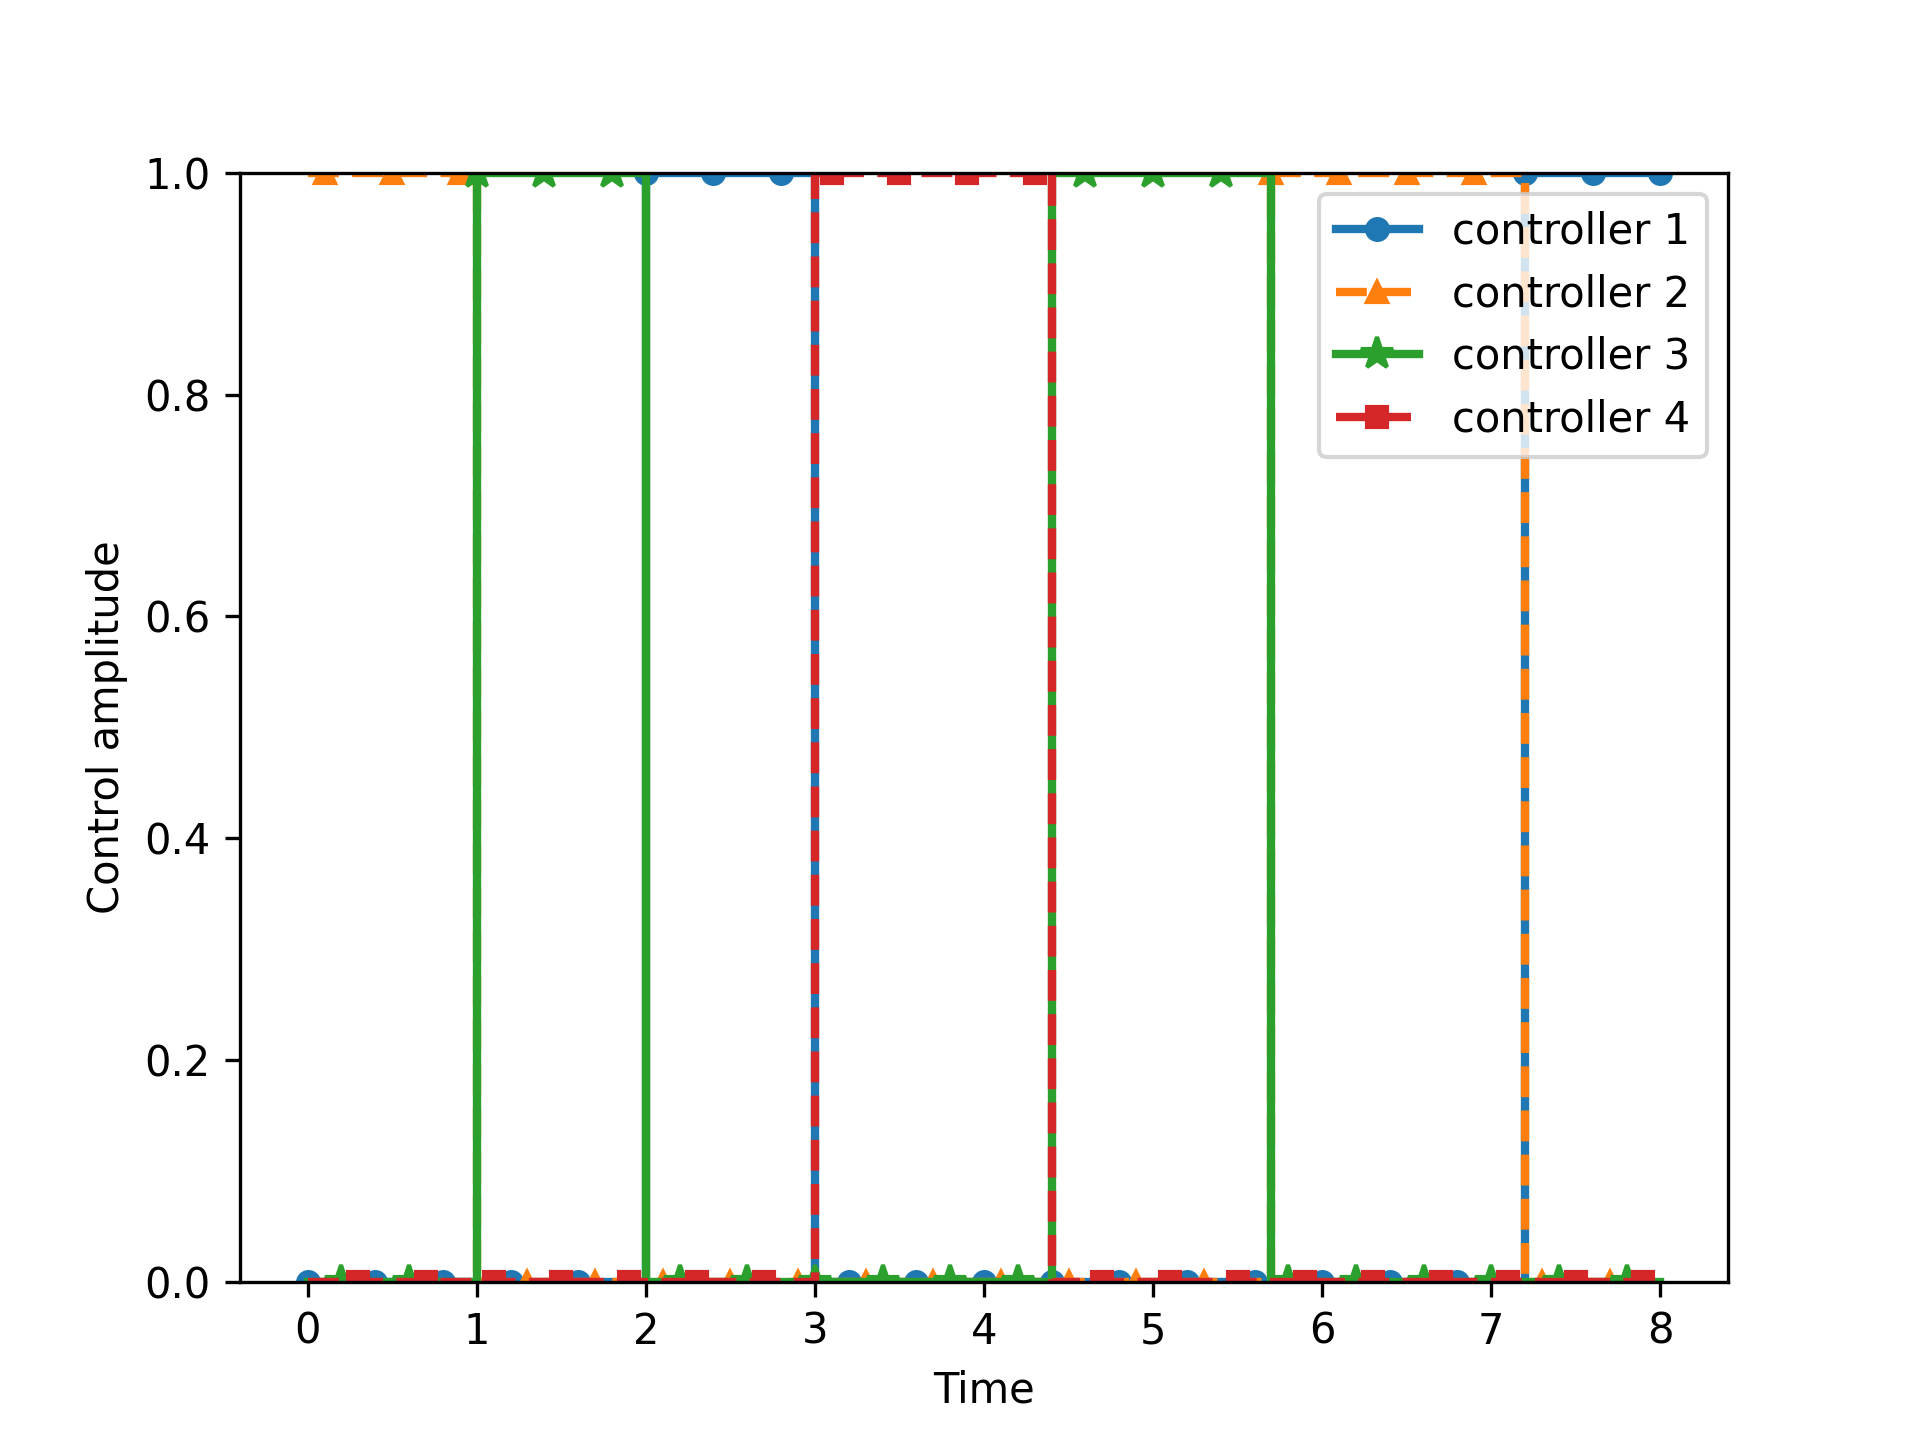 1.0
0.8
0.6
0.4
0.2
0.0
Control amplitude
controller 1
controller 2
controller 3
controller 4
0 1 2 3 4 5 6 7 8
Time